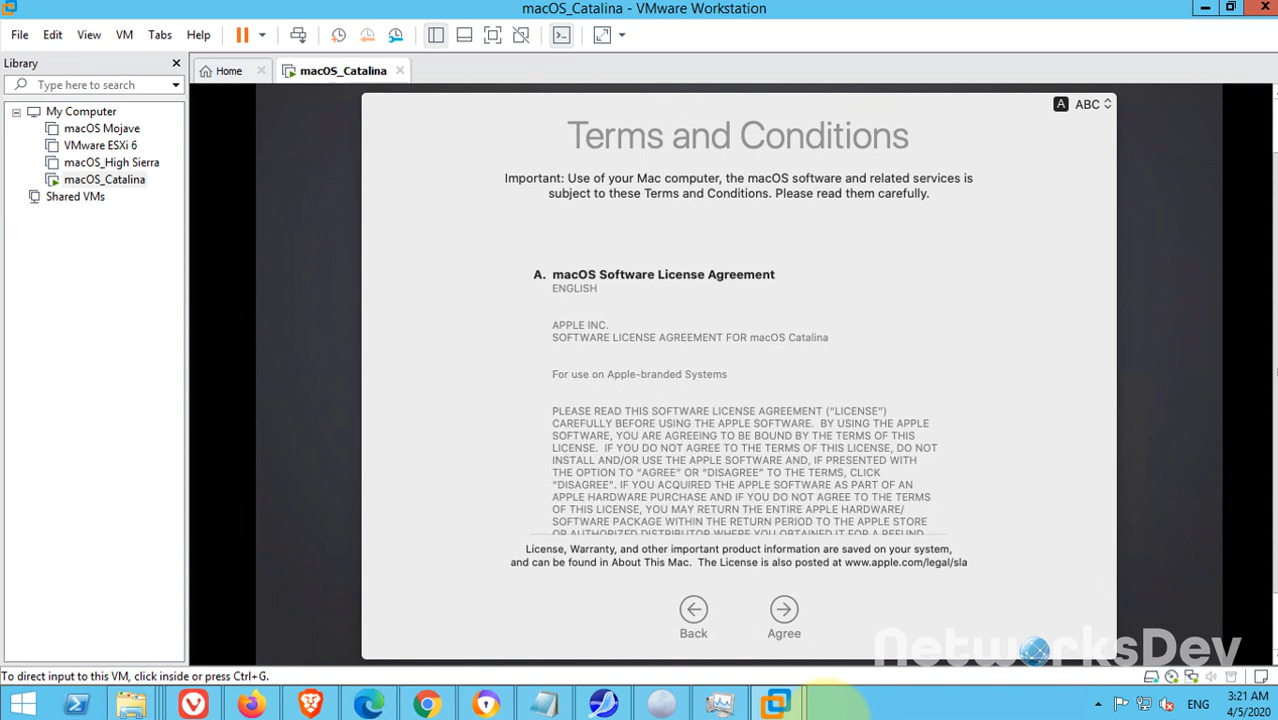 macOS_Catalina - VMware Workstation
File Edit View VM Tabs Help
Library
Type here to search
My Computer
macOS Mojave
VMware ESXi 6
macOS_High Sierra
macOS_Catalina
Shared VMs
Home
macOS_Catalina
A ABC
Terms and Conditions
Important: Use of your Mac computer, the macOS software and related services is
subject to these Terms and Conditions. Please read them carefully.
A. macOS Software License Agreement
ENGLISH
APPLE INC.
SOFTWARE LICENSE AGREEMENT FOR macOS Catalina
For use on Apple-branded Systems
PLEASE READ THIS SOFTWARE LICENSE AGREEMENT (“LICENSE”)
CAREFULLY BEFORE USING THE APPLE SOFTWARE. BY USING THE APPLE
SOFTWARE, YOU ARE AGREEING TO BE BOUND BY THE TERMS OF THIS
LICENSE. IF YOU DO NOT AGREE TO THE TERMS OF THIS LICENSE, DO NOT
INSTALL AND/OR USE THE APPLE SOFTWARE AND, IF PRESENTED WITH
THE OPTION TO “AGREE” OR “DISAGREE” TO THE TERMS, CLICK
“DISAGREE”. IF YOU ACQUIRED THE APPLE SOFTWARE AS PART OF AN
APPLE HARDWARE PURCHASE AND IF YOU DO NOT AGREE TO THE TERMS
OF THIS LICENSE, YOU MAY RETURN THE ENTIRE APPLE HARDWARE/
SOFTWARE PACKAGE WITHIN THE RETURN PERIOD TO THE APPLE STORE
OR AUTHORIZED DISTRIBUTOR WHERE YOU OBTAINED IT FOR A REFUND
License, Warranty, and other important product information are saved on your system,
and can be found in About This Mac. The License is also posted at www.apple.com/legal/sla
Back
Agree
NetworksDev
To direct input to this VM, click inside or press Ctrl+G.
ENG
3:21 AM
4/5/2020